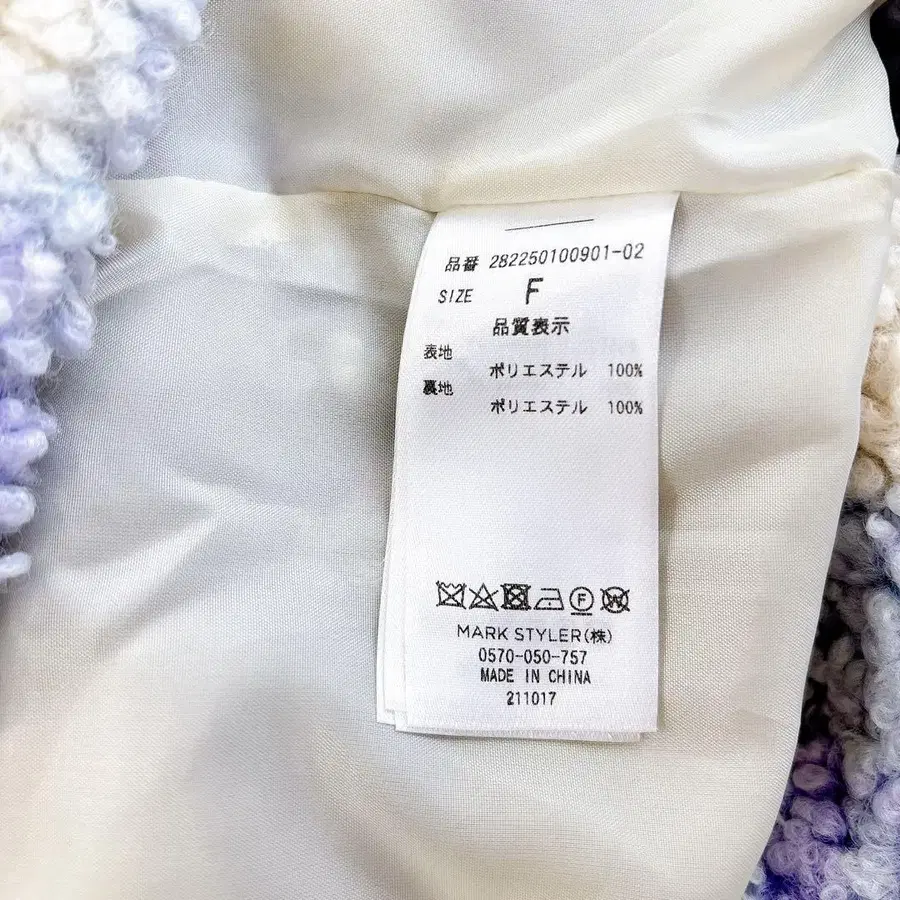 品番 282250100901-02
SIZE F
品質表示
表地
ポリエステル 100%
裏地
ポリエステル 100%
MARK STYLER(株)
0570-050-757
MADE IN CHINA
211017